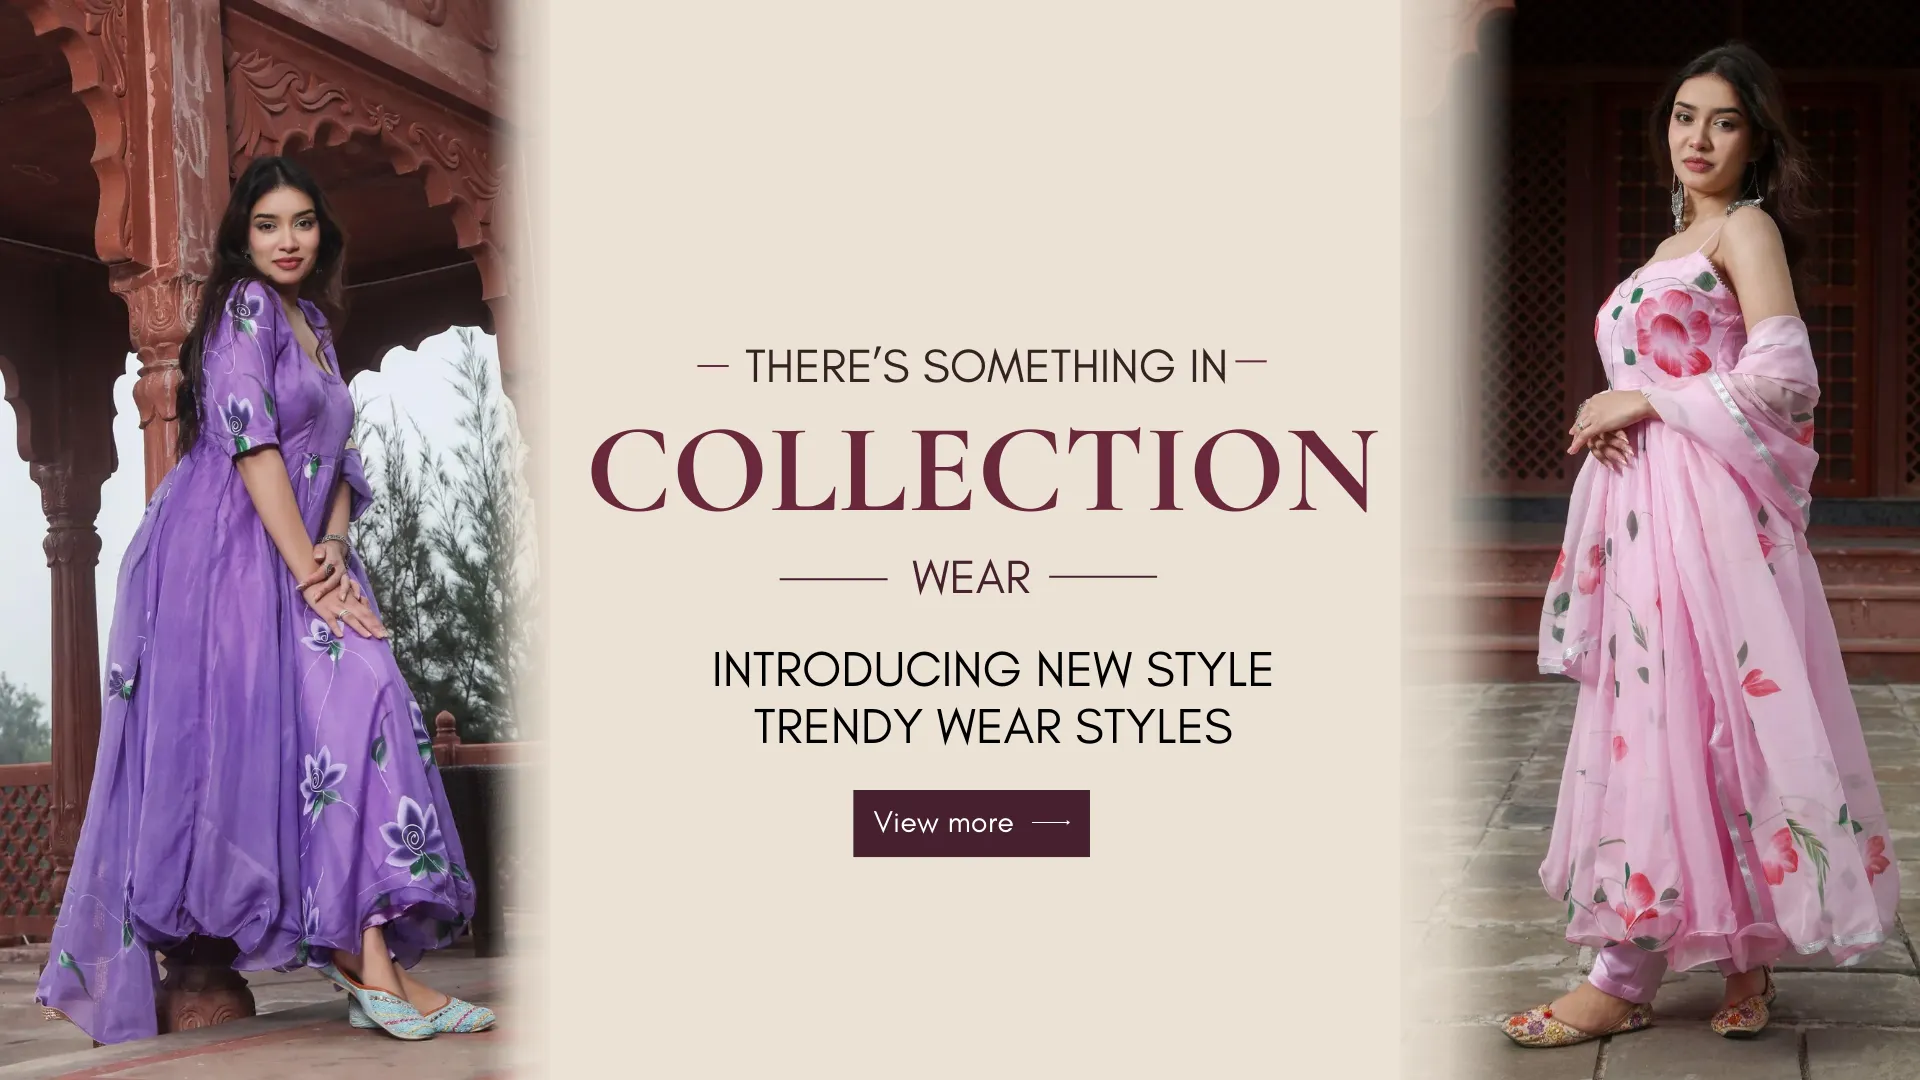 THERE'S SOMETHING IN
COLLECTION
WEAR
INTRODUCING NEW STYLE
TRENDY WEAR STYLES
View more